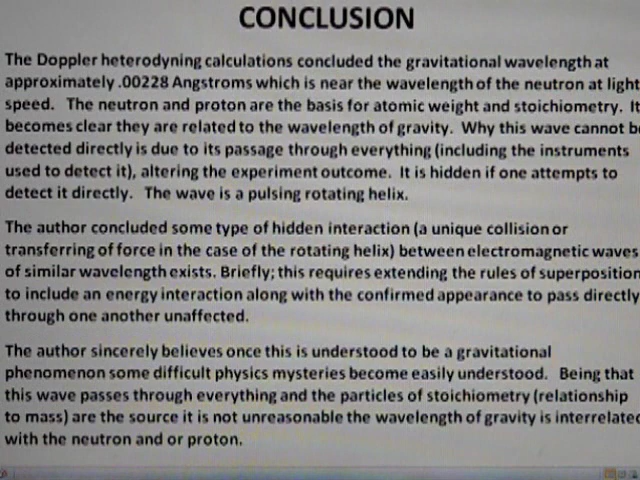 CONCLUSION
The Doppler heterodyning calculations concluded the gravitational wavelength at
approximately .00228 Angstroms which is near the wavelength of the neutron at light
speed. The neutron and proton are the basis for atomic weight and stoichiometry. It
becomes clear they are related to the wavelength of gravity. Why this wave cannot be
detected directly is due to its passage through everything (including the instruments
used to detect it), altering the experiment outcome. It is hidden if one attempts to
detect it directly. The wave is a pulsing rotating helix.
The author concluded some type of hidden interaction (a unique collision or
transferring of force in the case of the rotating helix) between electromagnetic waves
of similar wavelength exists. Briefly; this requires extending the rules of superposition
to include an energy interaction along with the confirmed appearance to pass directly
through one another unaffected.
The author sincerely believes once this is understood to be a gravitational
phenomenon some difficult physics mysteries become easily understood. Being that
this wave passes through everything and the particles of stoichiometry (relationship
to mass) are the source it is not unreasonable the wavelength of gravity is interrelated
with the neutron and or proton.